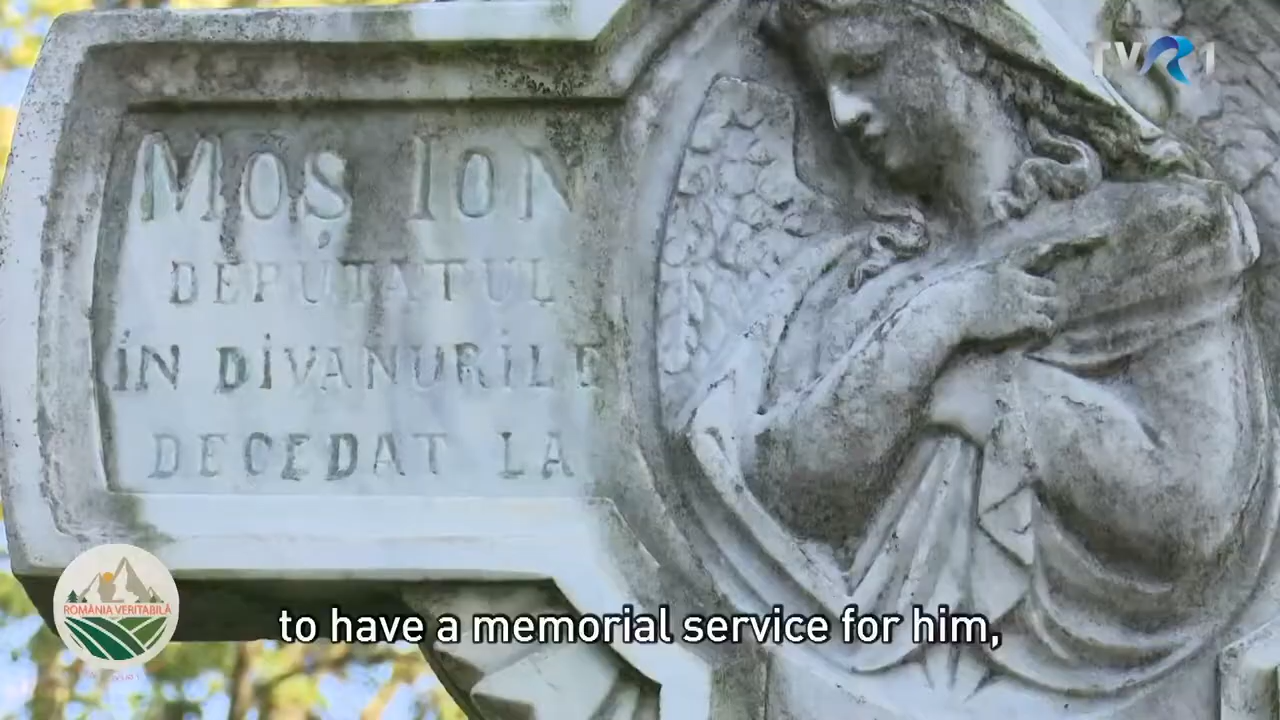 TVR1
MOȘ ION
DEPUTATUL
ÎN DIVANURILE
DECEDAT LA
ROMÂNIA VERITABILĂ
to have a memorial service for him,